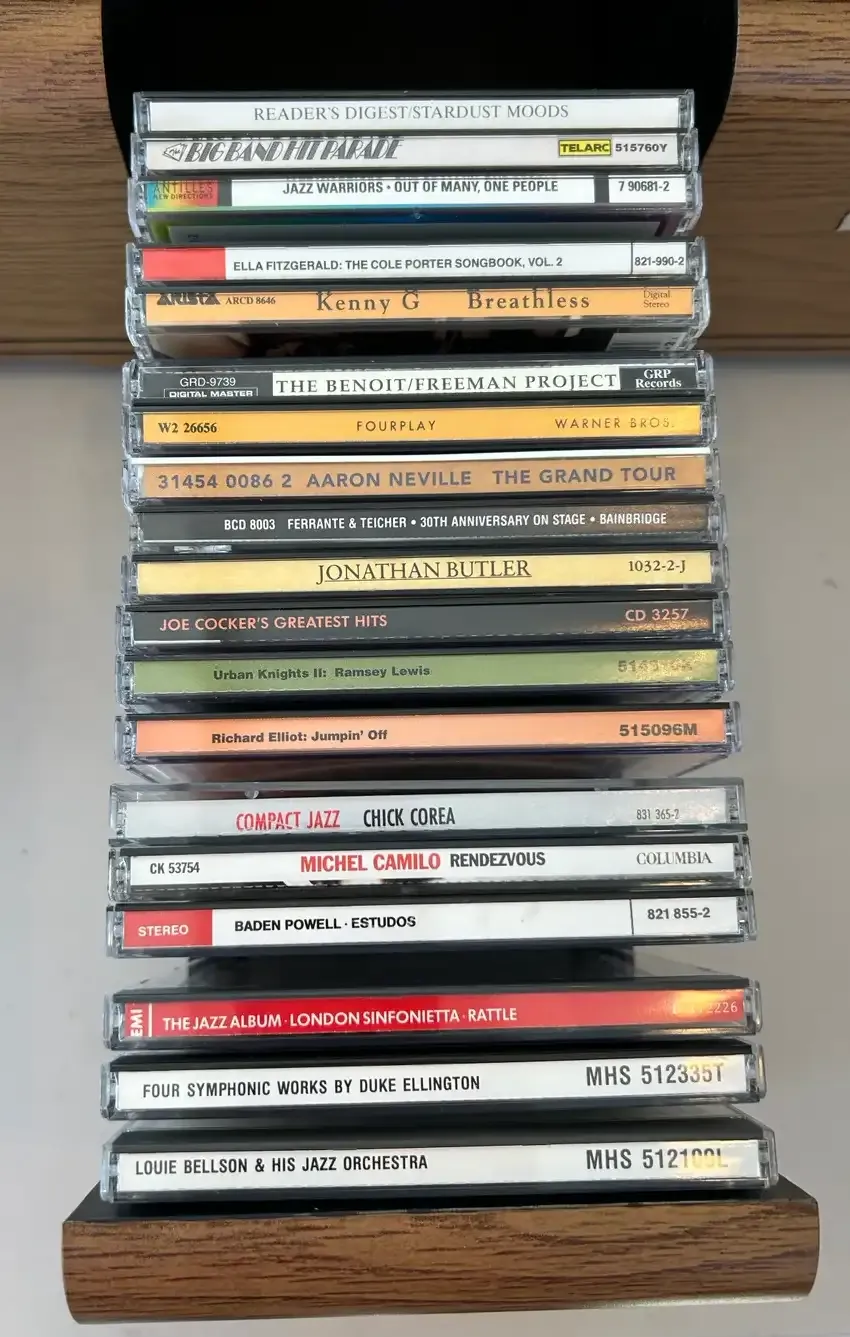 READER'S DIGEST/STARDUST MOODS
The BIG BAND HIT PARADE TELARC 515760Y
ANTILLES NEW DIRECTIONS JAZZ WARRIORS • OUT OF MANY, ONE PEOPLE 7 90681-2
ELLA FITZGERALD: THE COLE PORTER SONGBOOK, VOL. 2 821-990-2
ARISTA ARCD 8646 Kenny G Breathless Digital Stereo
GRD-9739 DIGITAL MASTER THE BENOIT/FREEMAN PROJECT GRP Records
W2 26656 FOURPLAY WARNER BROS.
31454 0086 2 AARON NEVILLE THE GRAND TOUR
BCD 8003 FERRANTE & TEICHER • 30TH ANNIVERSARY ON STAGE • BAINBRIDGE
JONATHAN BUTLER 1032-2-J
JOE COCKER'S GREATEST HITS CD 3257
Urban Knights II: Ramsey Lewis
Richard Elliot: Jumpin' Off 515096M
COMPACT JAZZ CHICK COREA 831 365-2
CK 53754 MICHEL CAMILO RENDEZVOUS COLUMBIA
STEREO BADEN POWELL · ESTUDOS 821 855-2
EMI THE JAZZ ALBUM · LONDON SINFONIETTA · RATTLE
FOUR SYMPHONIC WORKS BY DUKE ELLINGTON MHS 512335T
LOUIE BELLSON & HIS JAZZ ORCHESTRA MHS